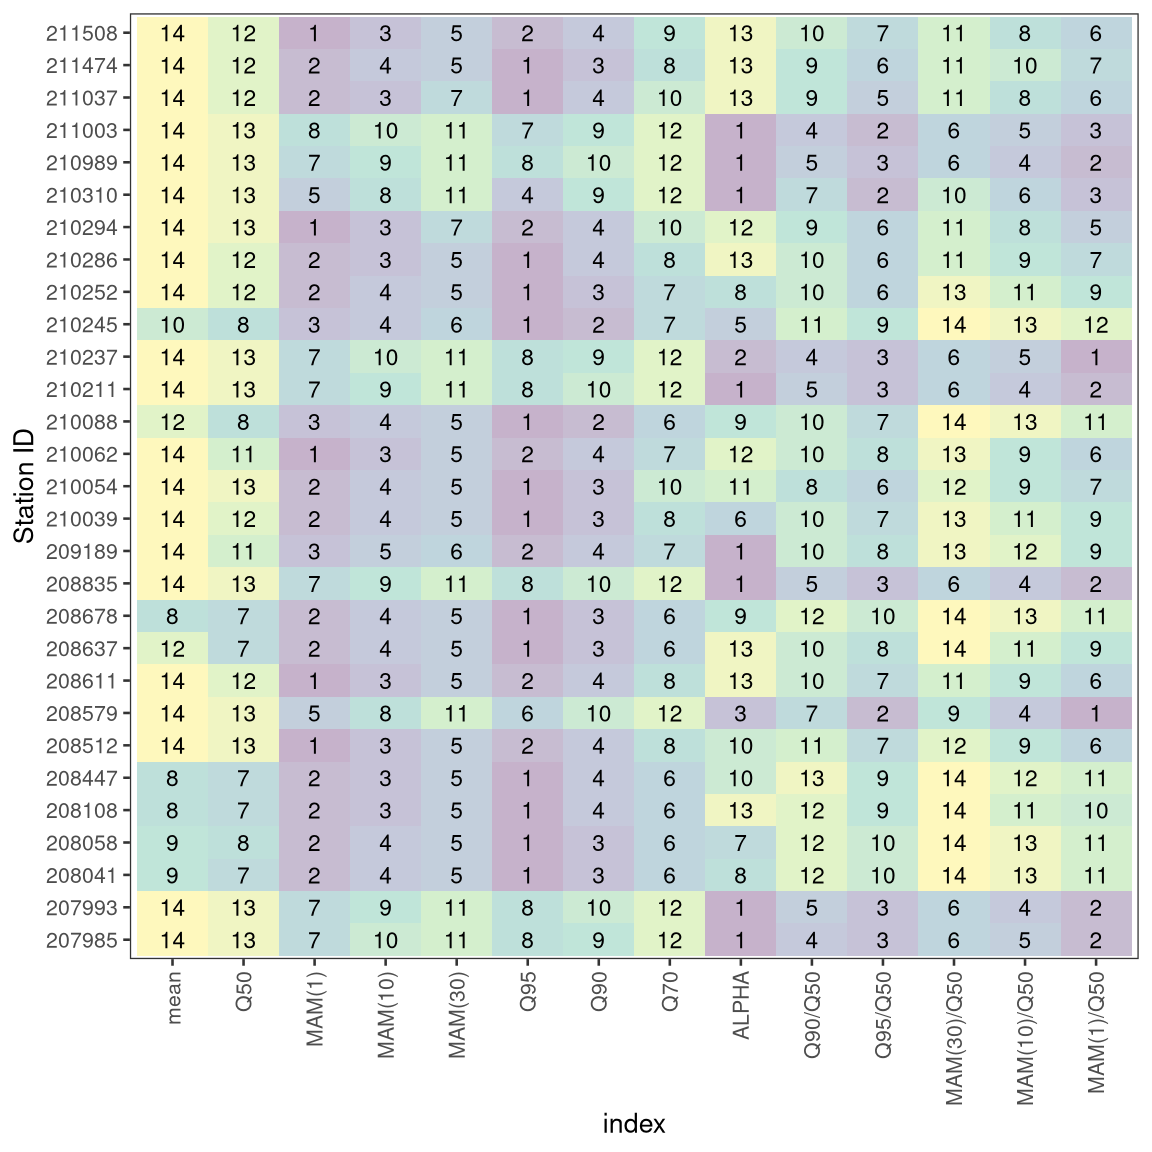 211508 14 12 1 3 5 2 4 9 13 10 7 11 8 6
211474 14 12 2 4 5 1 3 8 13 9 6 11 10 7
211037 14 12 2 3 7 1 4 10 13 9 5 11 8 6
211003 14 13 8 10 11 7 9 12 1 4 2 6 5 3
210989 14 13 7 9 11 8 10 12 1 5 3 6 4 2
210310 14 13 5 8 11 4 9 12 1 7 2 10 6 3
210294 14 13 1 3 7 2 4 10 12 9 6 11 8 5
210286 14 12 2 3 5 1 4 8 13 10 6 11 9 7
210252 14 12 2 4 5 1 3 7 8 10 6 13 11 9
210245 10 8 3 4 6 1 2 7 5 11 9 14 13 12
210237 14 13 7 10 11 8 9 12 2 4 3 6 5 1
210211 14 13 7 9 11 8 10 12 1 5 3 6 4 2
210088 12 8 3 4 5 1 2 6 9 10 7 14 13 11
210062 14 11 1 3 5 2 4 7 12 10 8 13 9 6
210054 14 13 2 4 5 1 3 10 11 8 6 12 9 7
210039 14 12 2 4 5 1 3 8 6 10 7 13 11 9
209189 14 11 3 5 6 2 4 7 1 10 8 13 12 9
208835 14 13 7 9 11 8 10 12 1 5 3 6 4 2
208678 8 7 2 4 5 1 3 6 9 12 10 14 13 11
208637 12 7 2 4 5 1 3 6 13 10 8 14 11 9
208611 14 12 1 3 5 2 4 8 13 10 7 11 9 6
208579 14 13 5 8 11 6 10 12 3 7 2 9 4 1
208512 14 13 1 3 5 2 4 8 10 11 7 12 9 6
208447 8 7 2 3 5 1 4 6 10 13 9 14 12 11
208108 8 7 2 3 5 1 4 6 13 12 9 14 11 10
208058 9 8 2 4 5 1 3 6 7 12 10 14 13 11
208041 9 7 2 4 5 1 3 6 8 12 10 14 13 11
207993 14 13 7 9 11 8 10 12 1 5 3 6 4 2
207985 14 13 7 10 11 8 9 12 1 4 3 6 5 2
Station ID
mean Q50 MAM(1) MAM(10) MAM(30) Q95 Q90 Q70 ALPHA Q90/Q50 Q95/Q50 MAM(30)/Q50 MAM(10)/Q50 MAM(1)/Q50
index